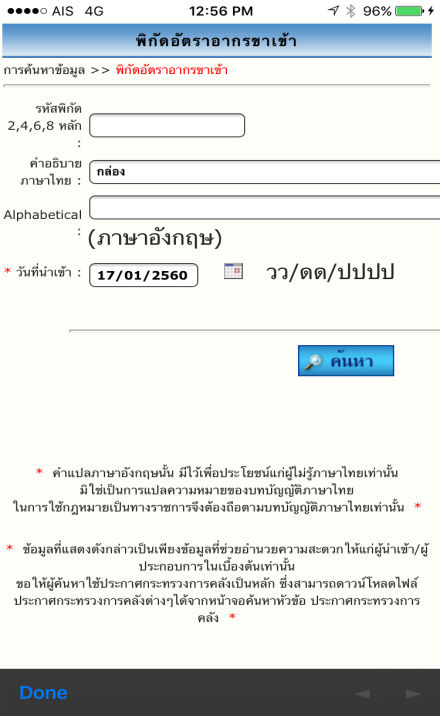 AIS 4G 12:56 PM 96%
พิกัดอัตราอากรขาเข้า
การค้นหาข้อมูล >> พิกัดอัตราอากรขาเข้า
รหัสพิกัด
2,4,6,8 หลัก
:
คำอธิบาย
ภาษาไทย : กล่อง
Alphabetical
: (ภาษาอังกฤษ)
* วันที่นำเข้า : 17/01/2560 วว/ดด/ปปปป
ค้นหา
* คำแปลภาษาอังกฤษนั้น มีไว้เพื่อประโยชน์แก่ผู้ไม่รู้ภาษาไทยเท่านั้น
มิใช่เป็นการแปลความหมายของบทบัญญัติภาษาไทย
ในการใช้กฎหมายเป็นทางราชการจึงต้องถือตามบทบัญญัติภาษาไทยเท่านั้น *
* ข้อมูลที่แสดงดังกล่าวเป็นเพียงข้อมูลที่ช่วยอำนวยความสะดวกให้แก่ผู้นำเข้า/ผู้
ประกอบการในเบื้องต้นเท่านั้น
ขอให้ผู้ค้นหาใช้ประกาศกระทรวงการคลังเป็นหลัก ซึ่งสามารถดาวน์โหลดไฟล์
ประกาศกระทรวงการคลังต่างๆได้จากหน้าจอค้นหาหัวข้อ ประกาศกระทรวงการ
คลัง *
Done